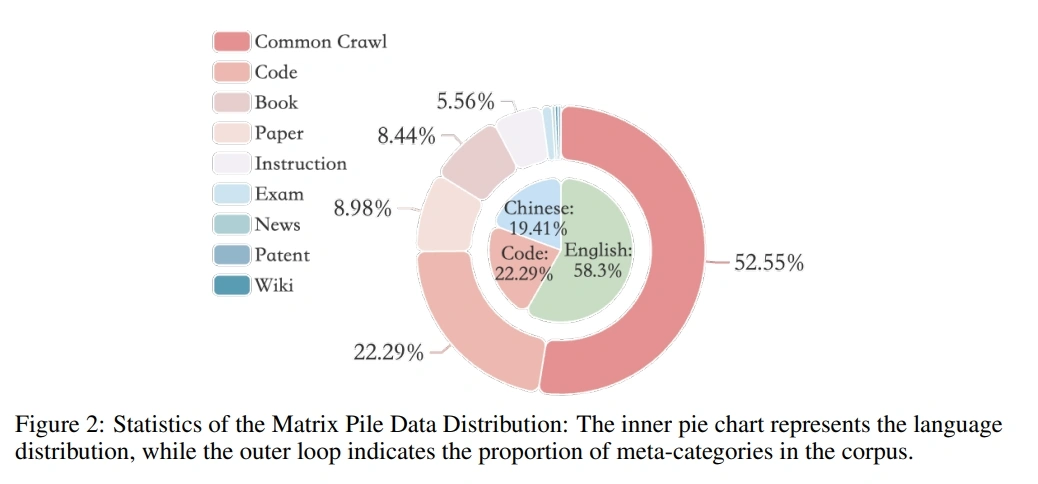 Common Crawl
Code
Book
Paper
Instruction
Exam
News
Patent
Wiki
5.56%
8.44%
8.98%
22.29%
52.55%
Chinese:
19.41%
Code:
22.29%
English:
58.3%
Figure 2: Statistics of the Matrix Pile Data Distribution: The inner pie chart represents the language
distribution, while the outer loop indicates the proportion of meta-categories in the corpus.